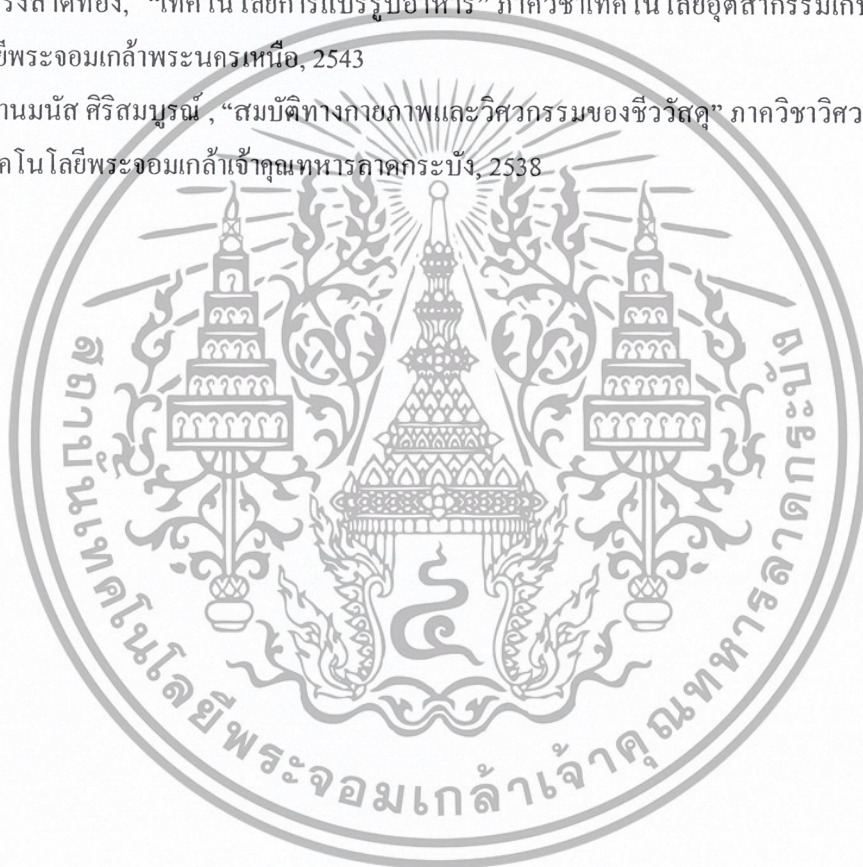 รุ่งลาดทอง, “เทคโนโลยีการแปรรูปอาหาร” ภาควิชาเทคโนโลยีอุตสาหกรรมเกษ
ยีพระจอมเกล้าพระนครเหนือ, 2543
านมนัส ศิริสมบูรณ์ , “สมบัติทางกายภาพและวิศวกรรมของชีววัสดุ” ภาควิชาวิศว
คโนโลยีพระจอมเกล้าเจ้าคุณทหารลาดกระบัง, 2538
สถาบันเทคโนโลยีพระจอมเกล้าเจ้าคุณทหารลาดกระบัง
๔